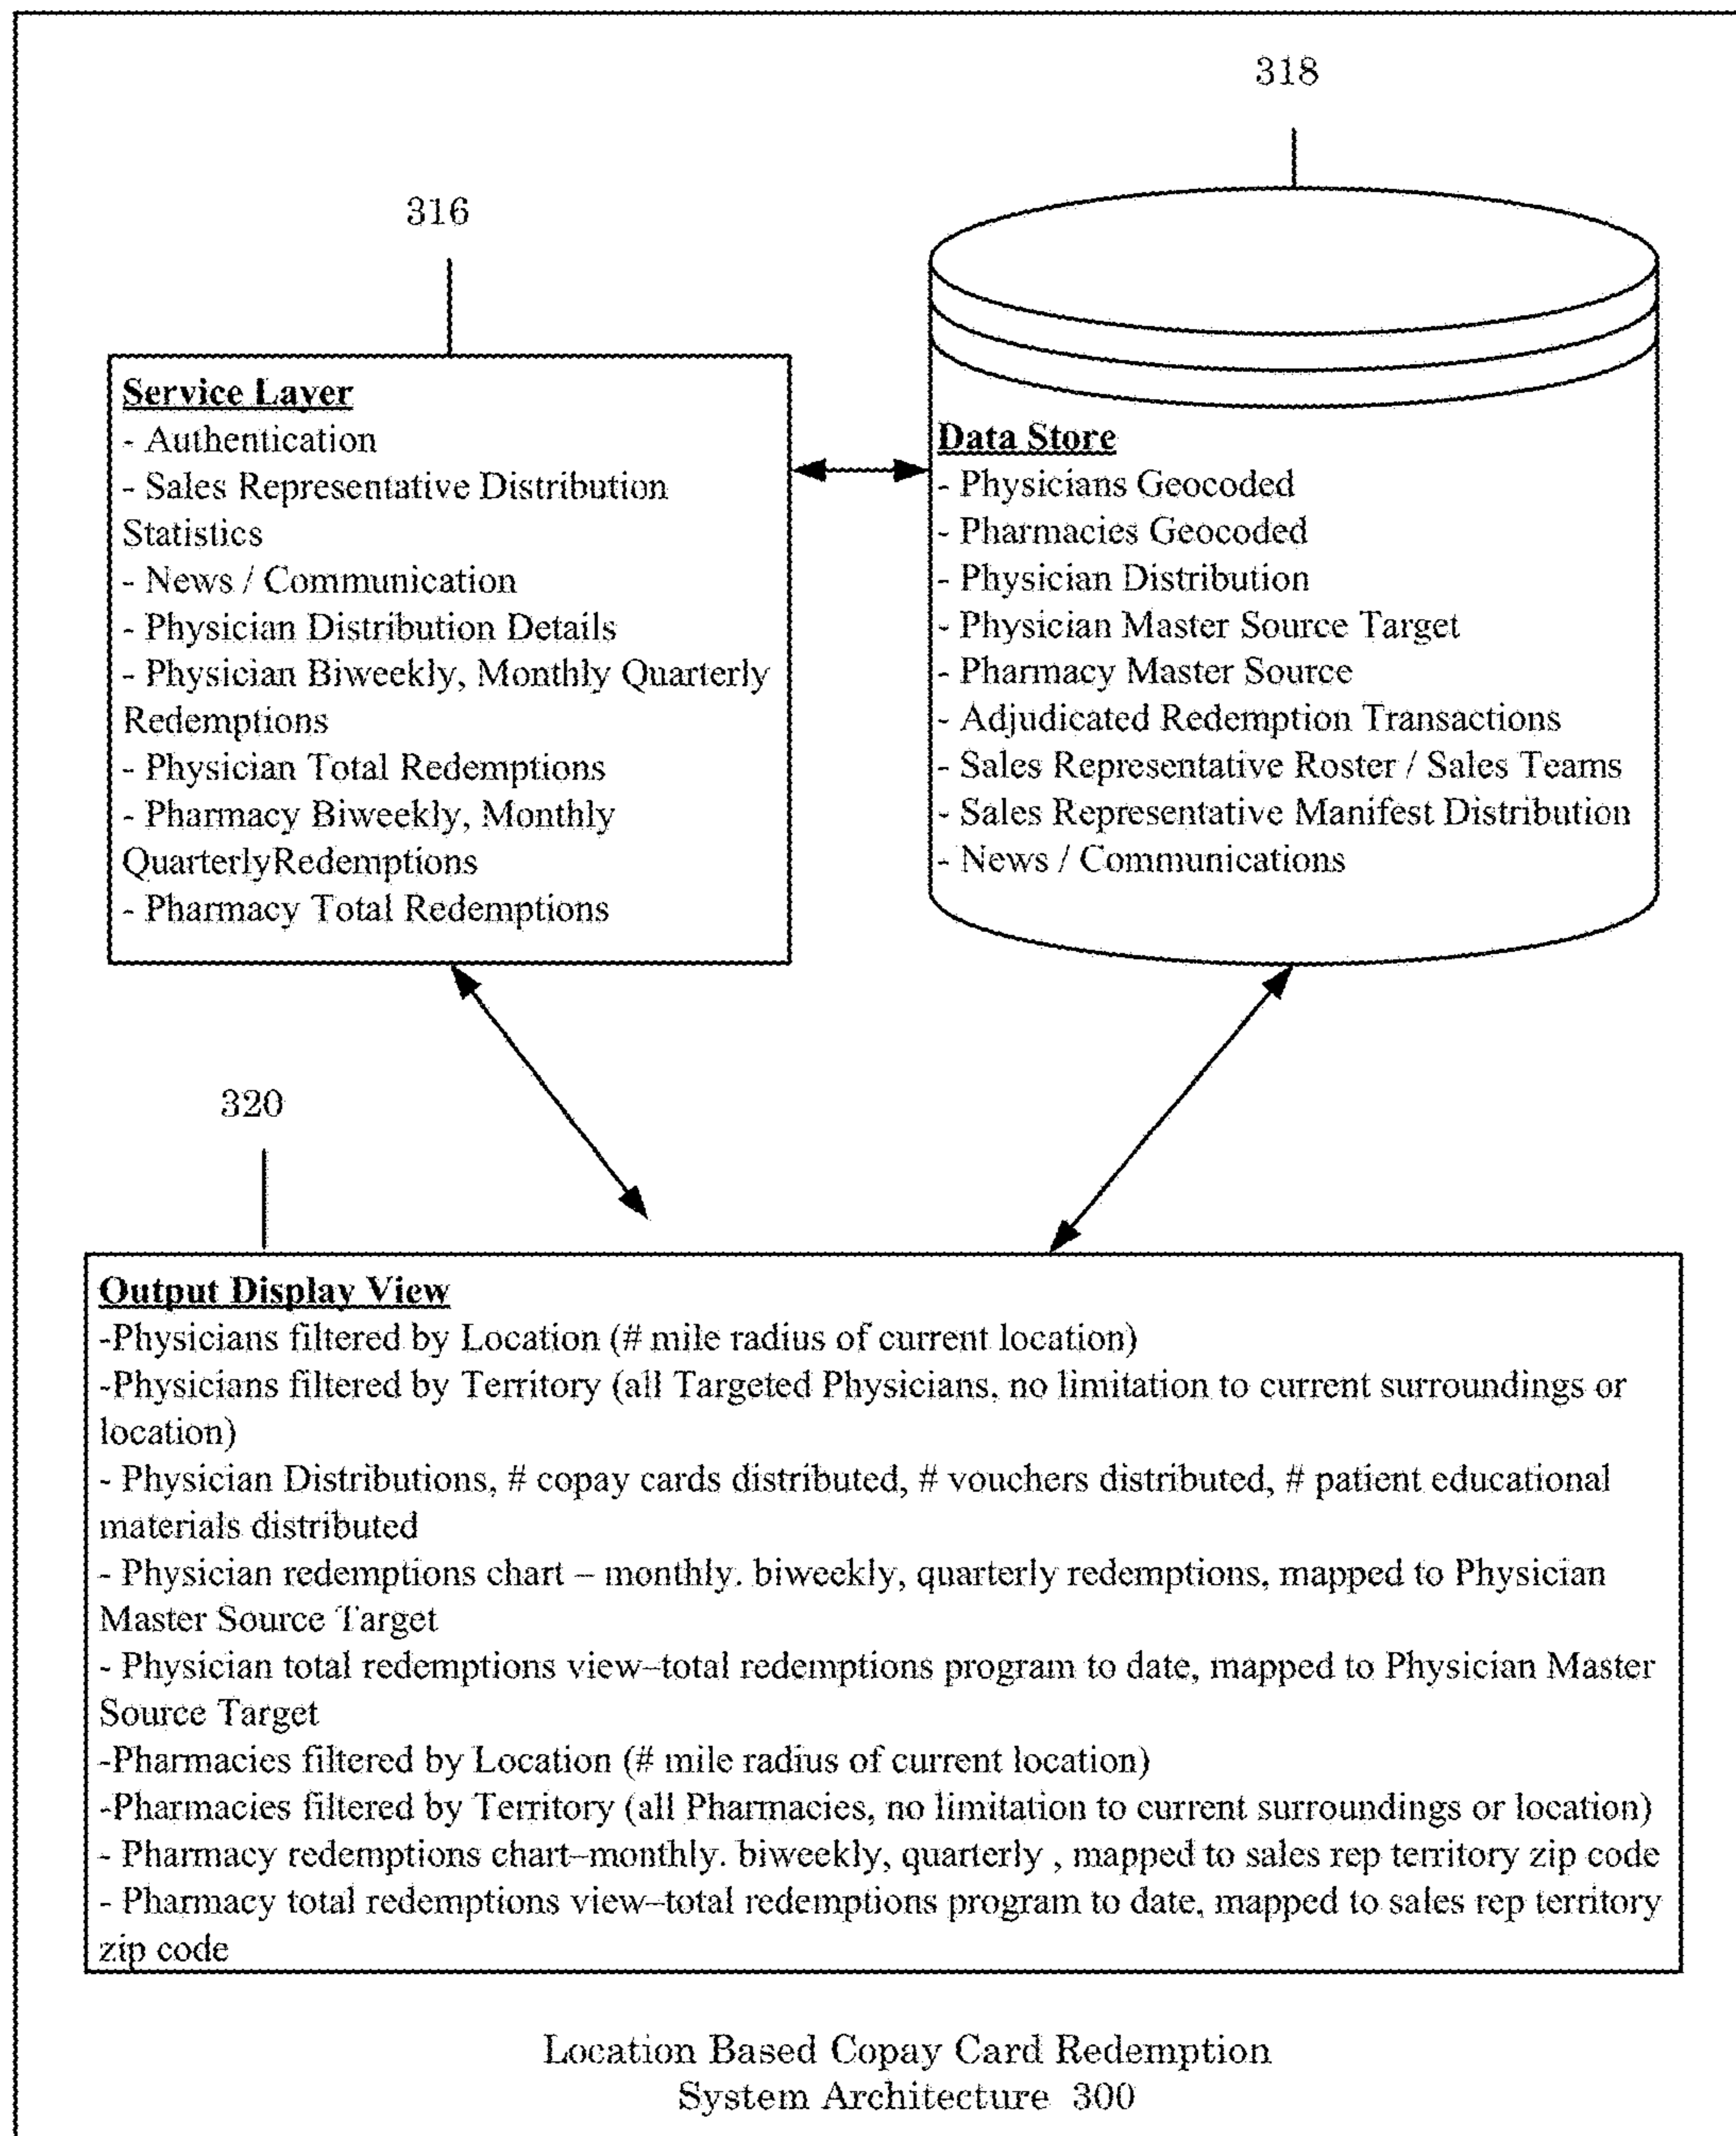 318
316
Service Layer
- Authentication
- Sales Representative Distribution
Statistics
- News / Communication
- Physician Distribution Details
- Physician Biweekly, Monthly Quarterly
Redemptions
- Physician Total Redemptions
- Pharmacy Biweekly, Monthly
QuarterlyRedemptions
- Pharmacy Total Redemptions
Data Store
- Physicians Geocoded
- Pharmacies Geocoded
- Physician Distribution
- Physician Master Source Target
- Pharmacy Master Source
- Adjudicated Redemption Transactions
- Sales Representative Roster / Sales Teams
- Sales Representative Manifest Distribution
- News / Communications
320
Output Display View
-Physicians filtered by Location (# mile radius of current location)
-Physicians filtered by Territory (all Targeted Physicians, no limitation to current surroundings or
location)
- Physician Distributions, # copay cards distributed, # vouchers distributed, # patient educational
materials distributed
- Physician redemptions chart – monthly. biweekly, quarterly redemptions, mapped to Physician
Master Source Target
- Physician total redemptions view–total redemptions program to date, mapped to Physician Master
Source Target
-Pharmacies filtered by Location (# mile radius of current location)
-Pharmacies filtered by Territory (all Pharmacies, no limitation to current surroundings or location)
- Pharmacy redemptions chart–monthly. biweekly, quarterly , mapped to sales rep territory zip code
- Pharmacy total redemptions view–total redemptions program to date, mapped to sales rep territory
zip code
Location Based Copay Card Redemption
System Architecture 300